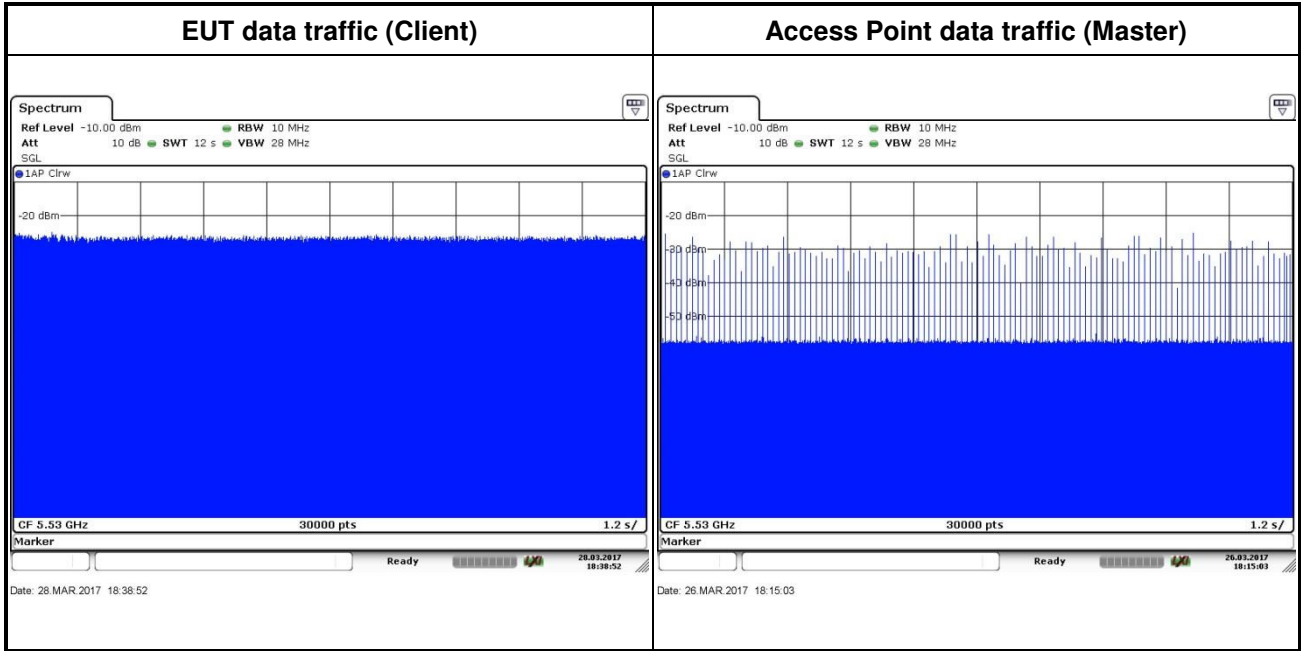 EUT data traffic (Client)
Access Point data traffic (Master)
Spectrum
Ref Level -10.00 dBm RBW 10 MHz
Att 10 dB SWT 12 s VBW 28 MHz
SGL
1AP Clrw
-20 dBm
CF 5.53 GHz 30000 pts 1.2 s/
Marker
Ready 28.03.2017
18:38:52
Date: 28.MAR.2017 18:38:52
Spectrum
Ref Level -10.00 dBm RBW 10 MHz
Att 10 dB SWT 12 s VBW 28 MHz
SGL
1AP Clrw
-20 dBm
-30 dBm
-40 dBm
-50 dBm
CF 5.53 GHz 30000 pts 1.2 s/
Marker
Ready 26.03.2017
18:15:03
Date: 26.MAR.2017 18:15:03